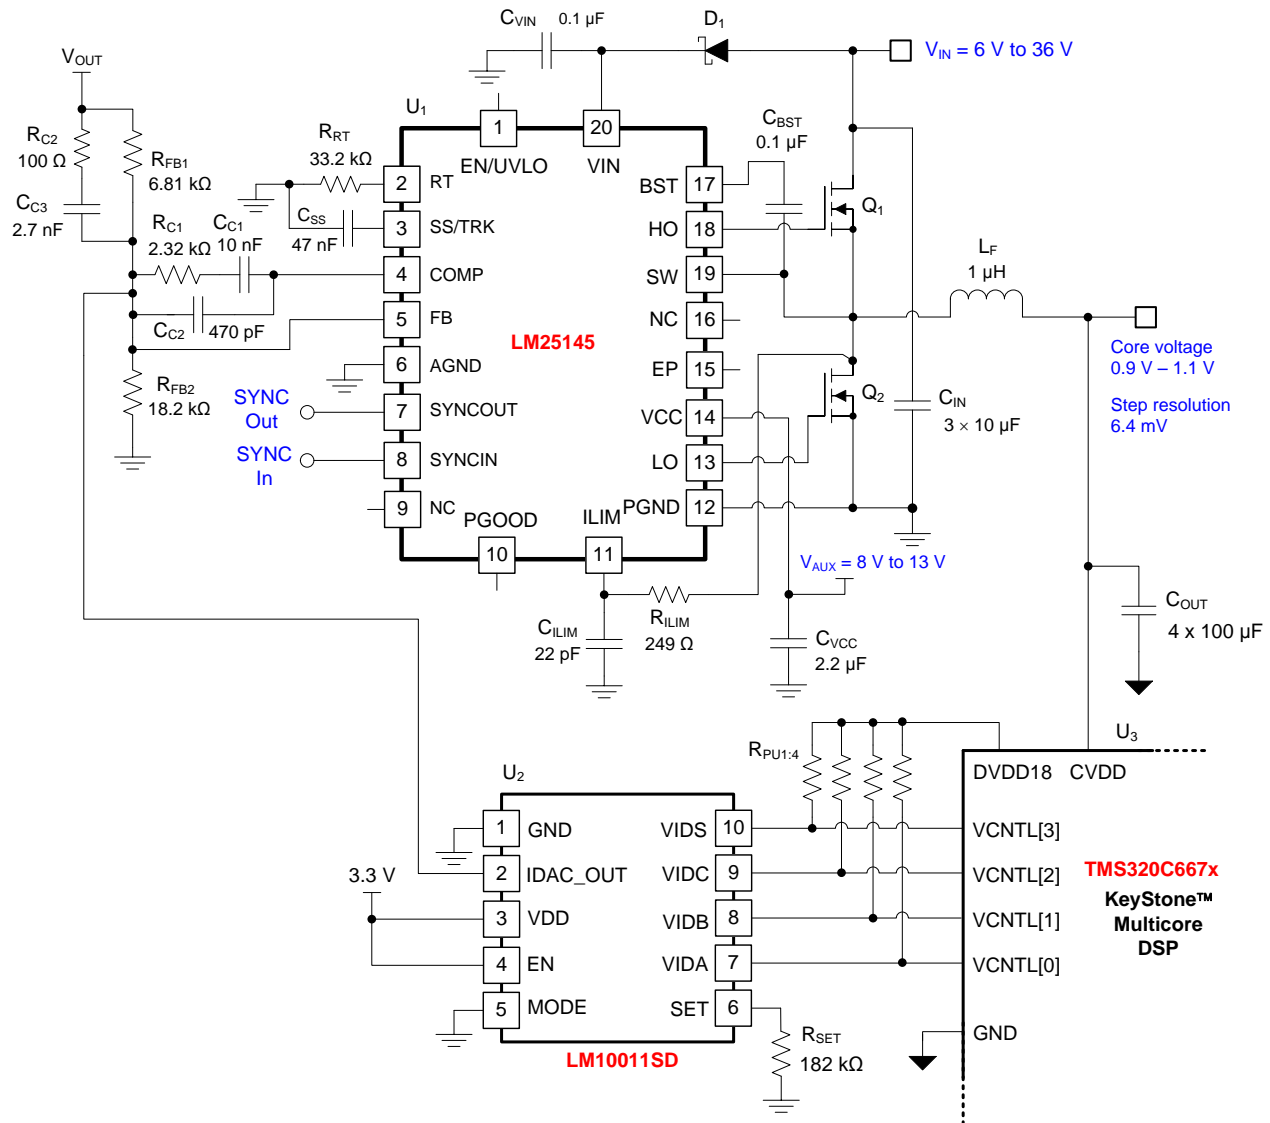 CVIN
0.1 µF
D1
VIN = 6 V to 36 V
VOUT
U1
1
EN/UVLO
20
VIN
CBST
0.1 µF
RC2
100 Ω
RFB1
6.81 kΩ
RRT
33.2 kΩ
2
RT
BST
17
CC3
2.7 nF
RC1
2.32 kΩ
CC1
10 nF
CSS
47 nF
3
SS/TRK
HO
18
Q1
4
COMP
SW
19
LF
1 µH
CC2
470 pF
5
FB
LM25145
NC
16
Core voltage
0.9 V – 1.1 V
Step resolution
6.4 mV
6
AGND
EP
15
RFB2
18.2 kΩ
Q2
CIN
3 × 10 µF
SYNC
Out
7
SYNCOUT
VCC
14
SYNC
In
8
SYNCIN
LO
13
9
NC
PGND
12
PGOOD
10
ILIM
11
VAUX = 8 V to 13 V
CILIM
22 pF
RILIM
249 Ω
CVCC
2.2 µF
COUT
4 x 100 µF
RPU1:4
U3
DVDD18
CVDD
U2
1
GND
VIDS
10
VCNTL[3]
3.3 V
2
IDAC_OUT
VIDC
9
VCNTL[2]
TMS320C667x
KeyStone™
Multicore
DSP
3
VDD
VIDB
8
VCNTL[1]
4
EN
VIDA
7
VCNTL[0]
5
MODE
SET
6
RSET
182 kΩ
GND
LM10011SD